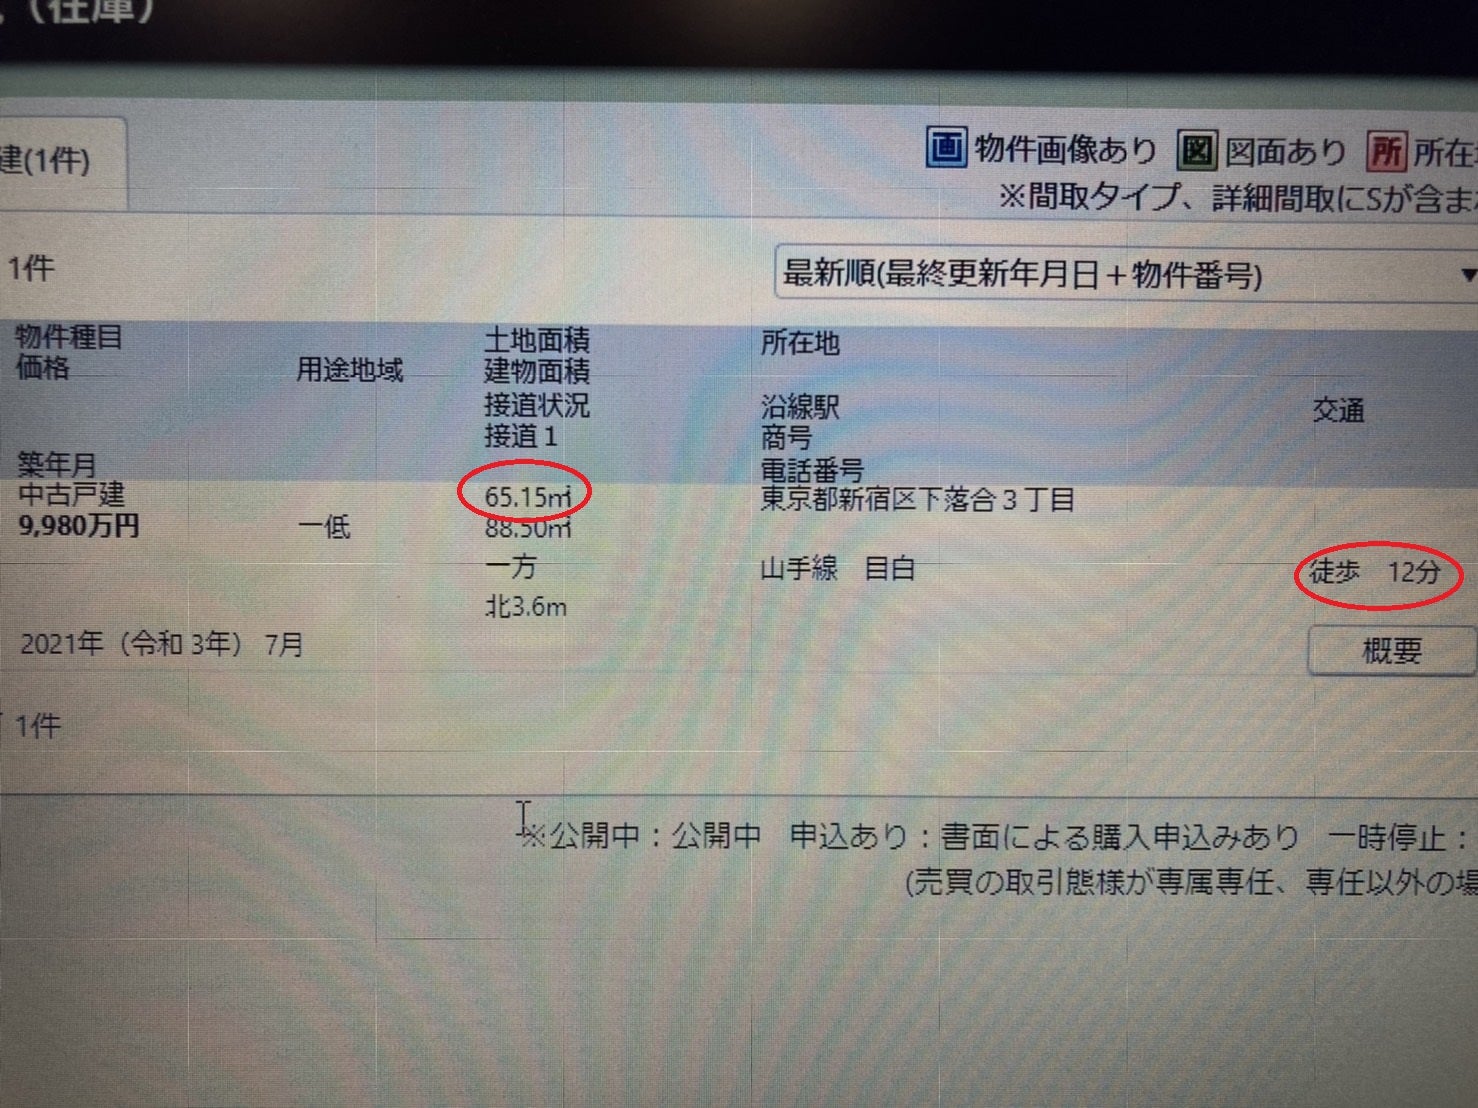 （在庫）
建(1件)
画 物件画像あり 図 図面あり 所 所在
※間取タイプ、詳細間取にSが含ま
1件
最新順(最終更新年月日＋物件番号) ▼
物件種目
価格
用途地域
土地面積
建物面積
接道状況
接道１
所在地
沿線駅
商号
電話番号
交通
築年月
中古戸建
9,980万円
一低
65.15㎡
88.50㎡
一方
北3.6m
東京都新宿区下落合３丁目
山手線　目白
徒歩　12分
2021年（令和 3年） 7月
概要
1件
※公開中：公開中　申込あり：書面による購入申込みあり　一時停止：
(売買の取引態様が専属専任、専任以外の場